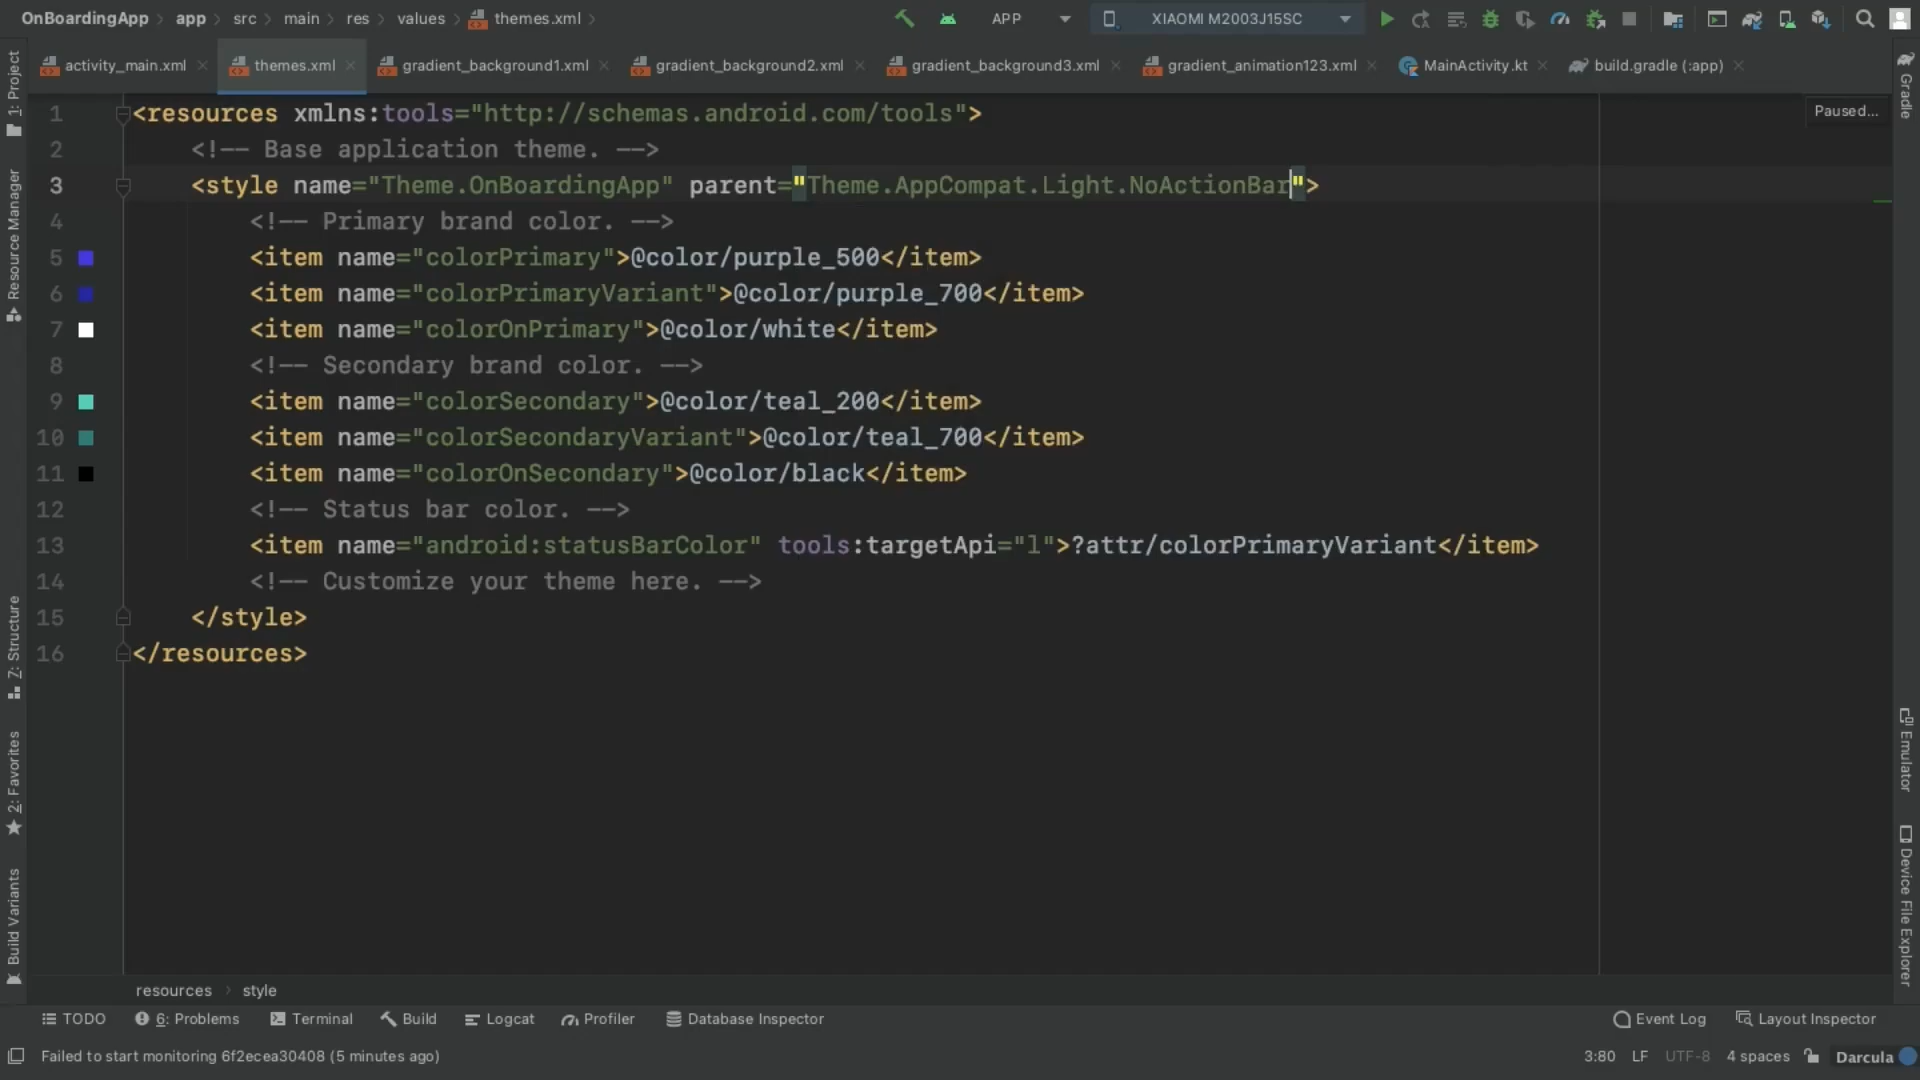 OnBoardingApp app src main res values themes.xml APP XIAOMI M2003J15SC
activity_main.xml themes.xml gradient_background1.xml gradient_background2.xml gradient_background3.xml gradient_animation123.xml MainActivity.kt build.gradle (:app)
1: Project
Resource Manager
7: Structure
2: Favorites
Build Variants
Paused...
1 <resources xmlns:tools="http://schemas.android.com/tools">
2 <!-- Base application theme. -->
3 <style name="Theme.OnBoardingApp" parent="Theme.AppCompat.Light.NoActionBar">
4 <!-- Primary brand color. -->
5 <item name="colorPrimary">@color/purple_500</item>
6 <item name="colorPrimaryVariant">@color/purple_700</item>
7 <item name="colorOnPrimary">@color/white</item>
8 <!-- Secondary brand color. -->
9 <item name="colorSecondary">@color/teal_200</item>
10 <item name="colorSecondaryVariant">@color/teal_700</item>
11 <item name="colorOnSecondary">@color/black</item>
12 <!-- Status bar color. -->
13 <item name="android:statusBarColor" tools:targetApi="l">?attr/colorPrimaryVariant</item>
14 <!-- Customize your theme here. -->
15 </style>
16 </resources>
Gradle
Emulator
Device File Explorer
resources style
TODO 6: Problems Terminal Build Logcat Profiler Database Inspector Event Log Layout Inspector
Failed to start monitoring 6f2ecea30408 (5 minutes ago) 3:80 LF UTF-8 4 spaces Darcula